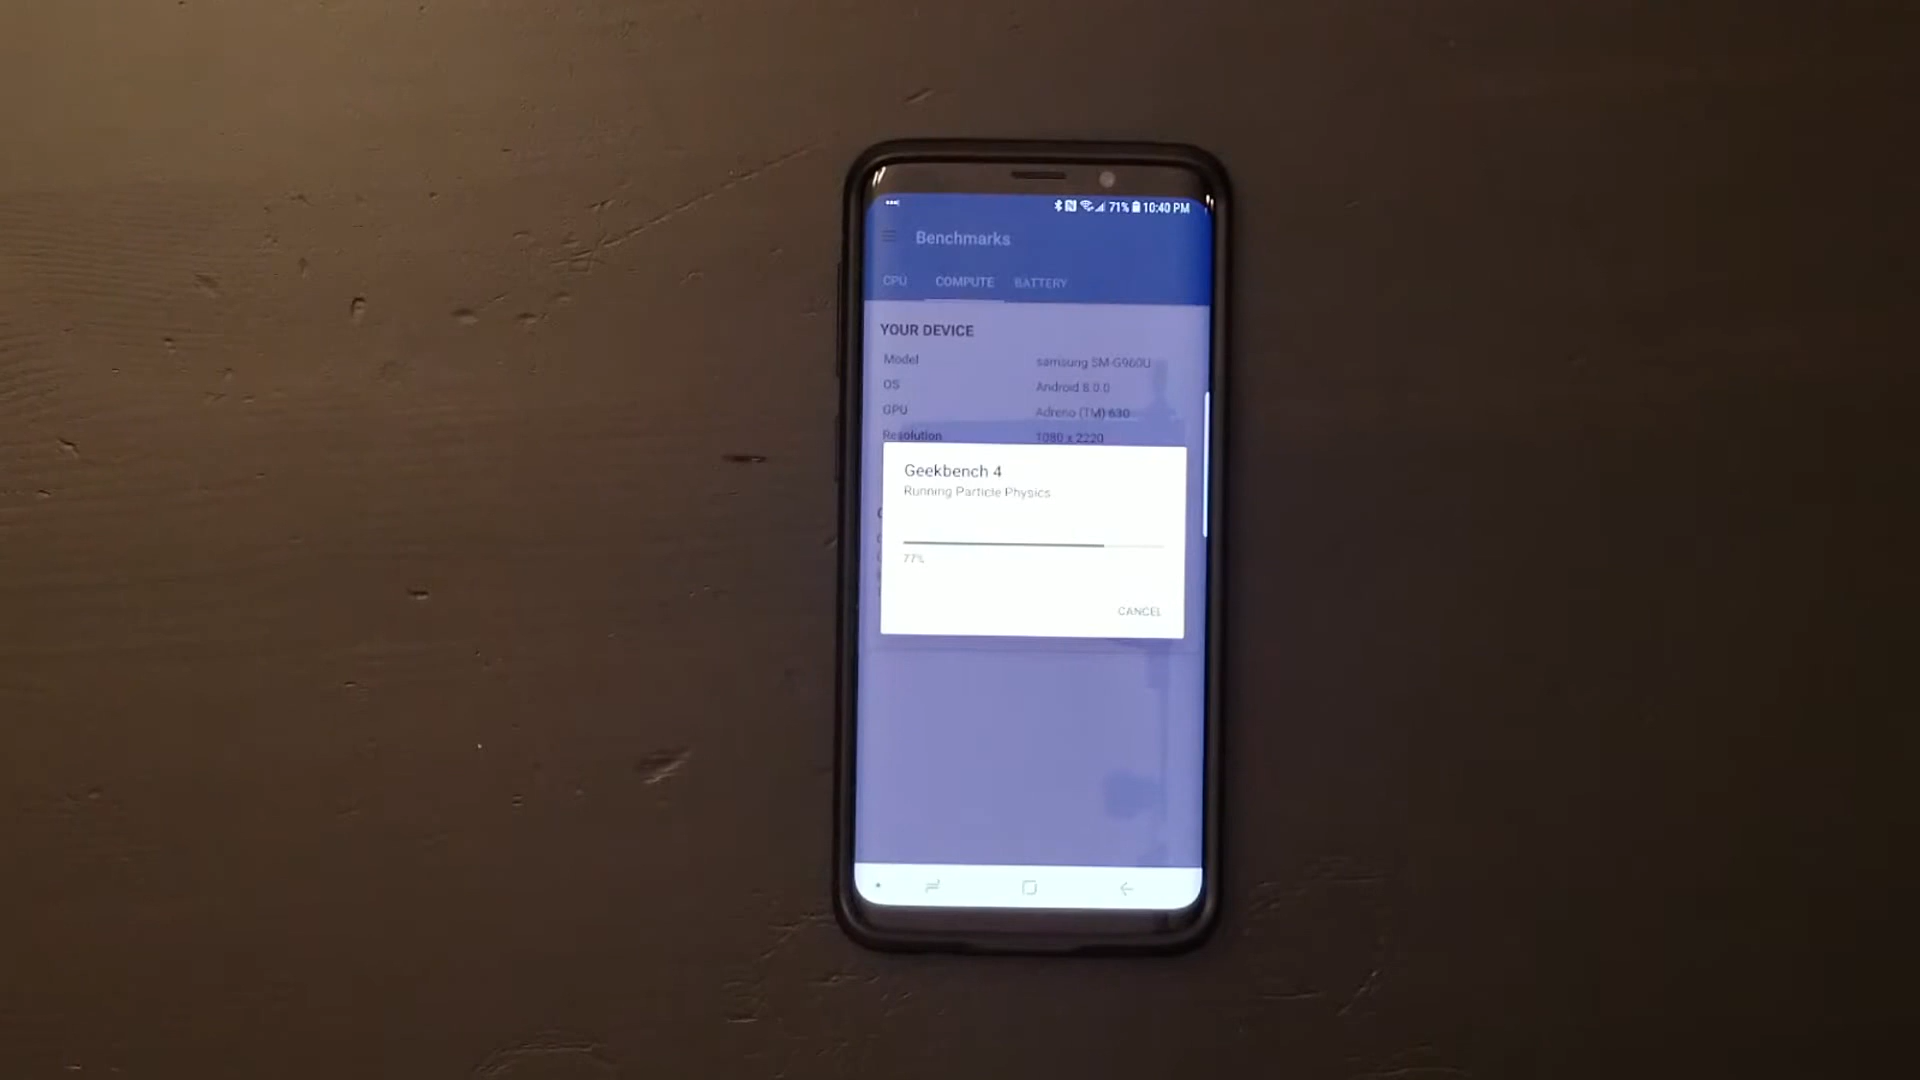 71% 10:40 PM
Benchmarks
CPU COMPUTE BATTERY
YOUR DEVICE
Model samsung SM-G960U
OS Android 8.0.0
GPU Adreno (TM) 630
Resolution 1080 x 2220
Geekbench 4
Running Particle Physics
77%
CANCEL